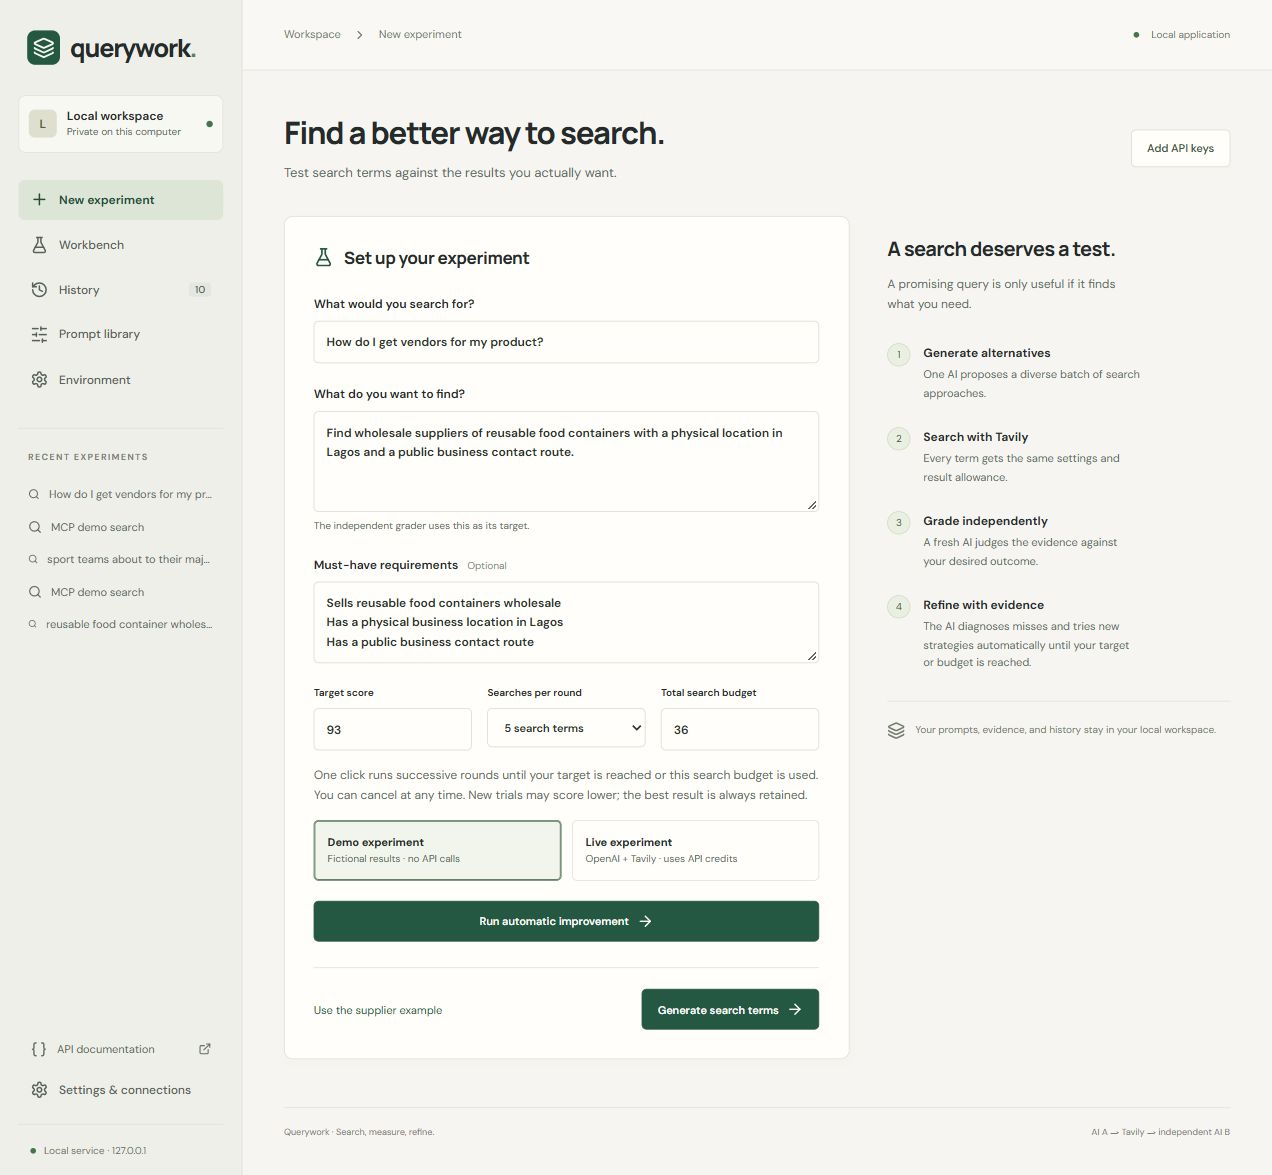 querywork.
L
Local workspace
Private on this computer
New experiment
Workbench
History
10
Prompt library
Environment
RECENT EXPERIMENTS
How do I get vendors for my pr...
MCP demo search
sport teams about to their maj...
MCP demo search
reusable food container wholes...
API documentation
Settings & connections
Local service · 127.0.0.1
Workspace
New experiment
Local application
Find a better way to search.
Test search terms against the results you actually want.
Add API keys
Set up your experiment
What would you search for?
How do I get vendors for my product?
What do you want to find?
Find wholesale suppliers of reusable food containers with a physical location in
Lagos and a public business contact route.
The independent grader uses this as its target.
Must-have requirements Optional
Sells reusable food containers wholesale
Has a physical business location in Lagos
Has a public business contact route
Target score
Searches per round
Total search budget
93
5 search terms
36
One click runs successive rounds until your target is reached or this search budget is used.
You can cancel at any time. New trials may score lower; the best result is always retained.
Demo experiment
Fictional results · no API calls
Live experiment
OpenAI + Tavily · uses API credits
Run automatic improvement →
Use the supplier example
Generate search terms →
A search deserves a test.
A promising query is only useful if it finds
what you need.
1
Generate alternatives
One AI proposes a diverse batch of search
approaches.
2
Search with Tavily
Every term gets the same settings and
result allowance.
3
Grade independently
A fresh AI judges the evidence against
your desired outcome.
4
Refine with evidence
The AI diagnoses misses and tries new
strategies automatically until your target
or budget is reached.
Your prompts, evidence, and history stay in your local workspace.
Querywork · Search, measure, refine.
AI A → Tavily → independent AI B